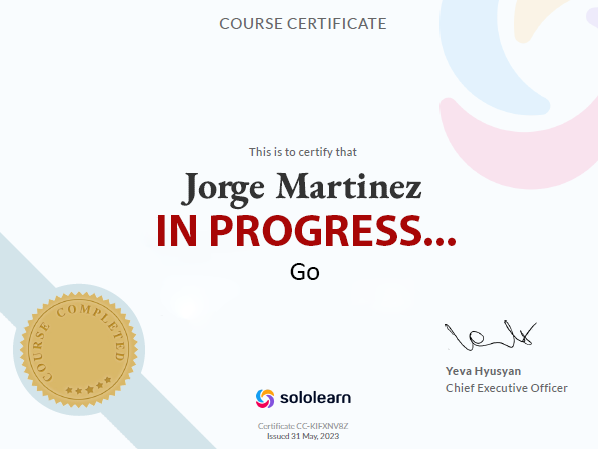 COURSE CERTIFICATE
This is to certify that
Jorge Martinez
IN PROGRESS...
Go
COURSE COMPLETED
Yeva Hyusyan
Chief Executive Officer
sololearn
Certificate CC-KIFXNV8Z
Issued 31 May, 2023